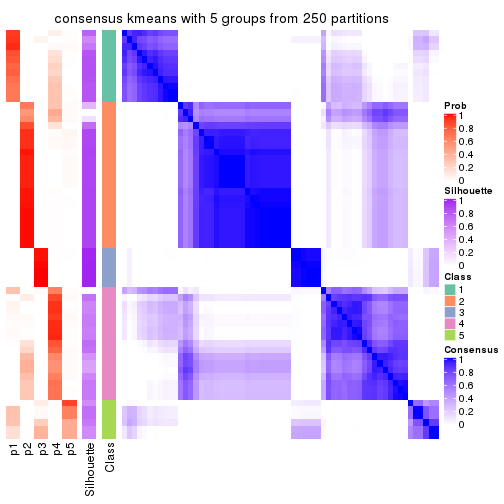 consensus kmeans with 5 groups from 250 partitions
Prob
1
0.8
0.6
0.4
0.2
0
Silhouette
1
0.8
0.6
0.4
0.2
0
Class
1
2
3
4
5
Consensus
1
0.8
0.6
0.4
0.2
0
p1
p2
p3
p4
p5
Silhouette
Class